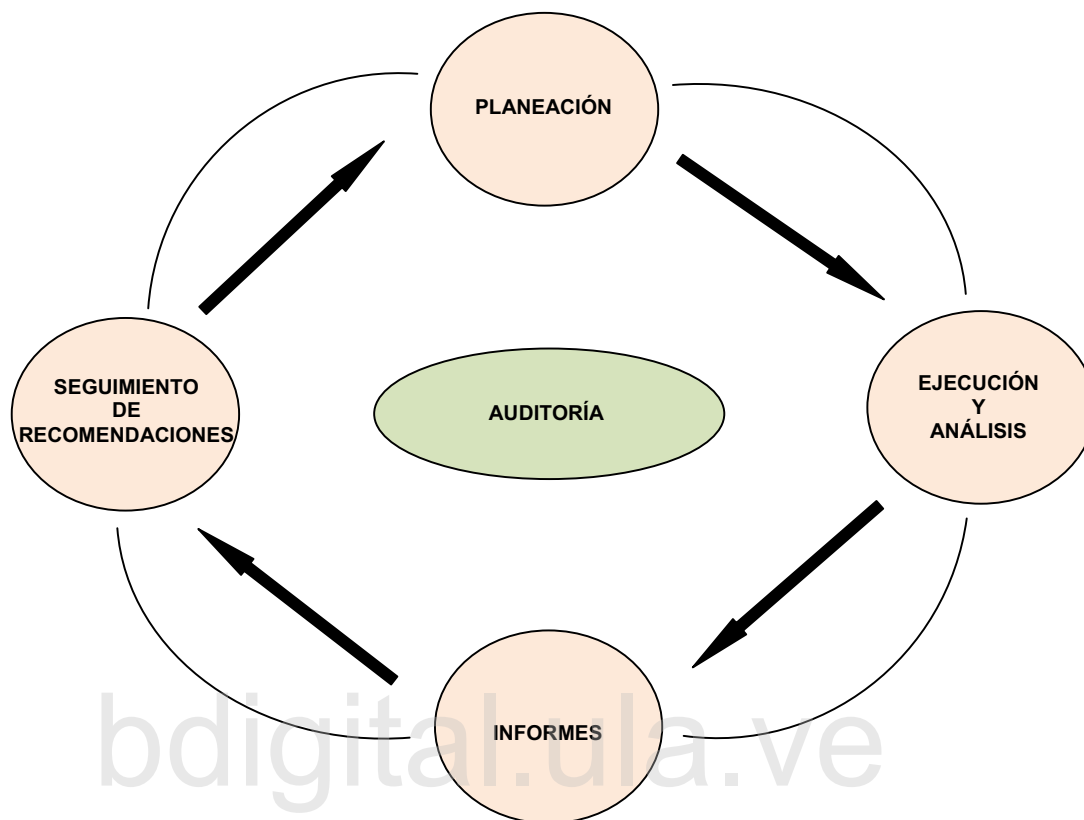 PLANEACIÓN
SEGUIMIENTO
DE
RECOMENDACIONES
AUDITORÍA
EJECUCIÓN
Y
ANÁLISIS
INFORMES
bdigital.ula.ve